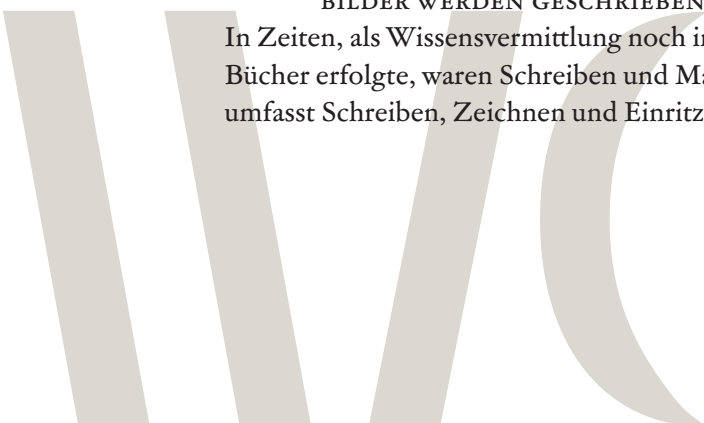 BILDER WERDEN GESCHRIEBEN
In Zeiten, als Wissensvermittlung noch
Bücher erfolgte, waren Schreiben und
umfasst Schreiben, Zeichnen und